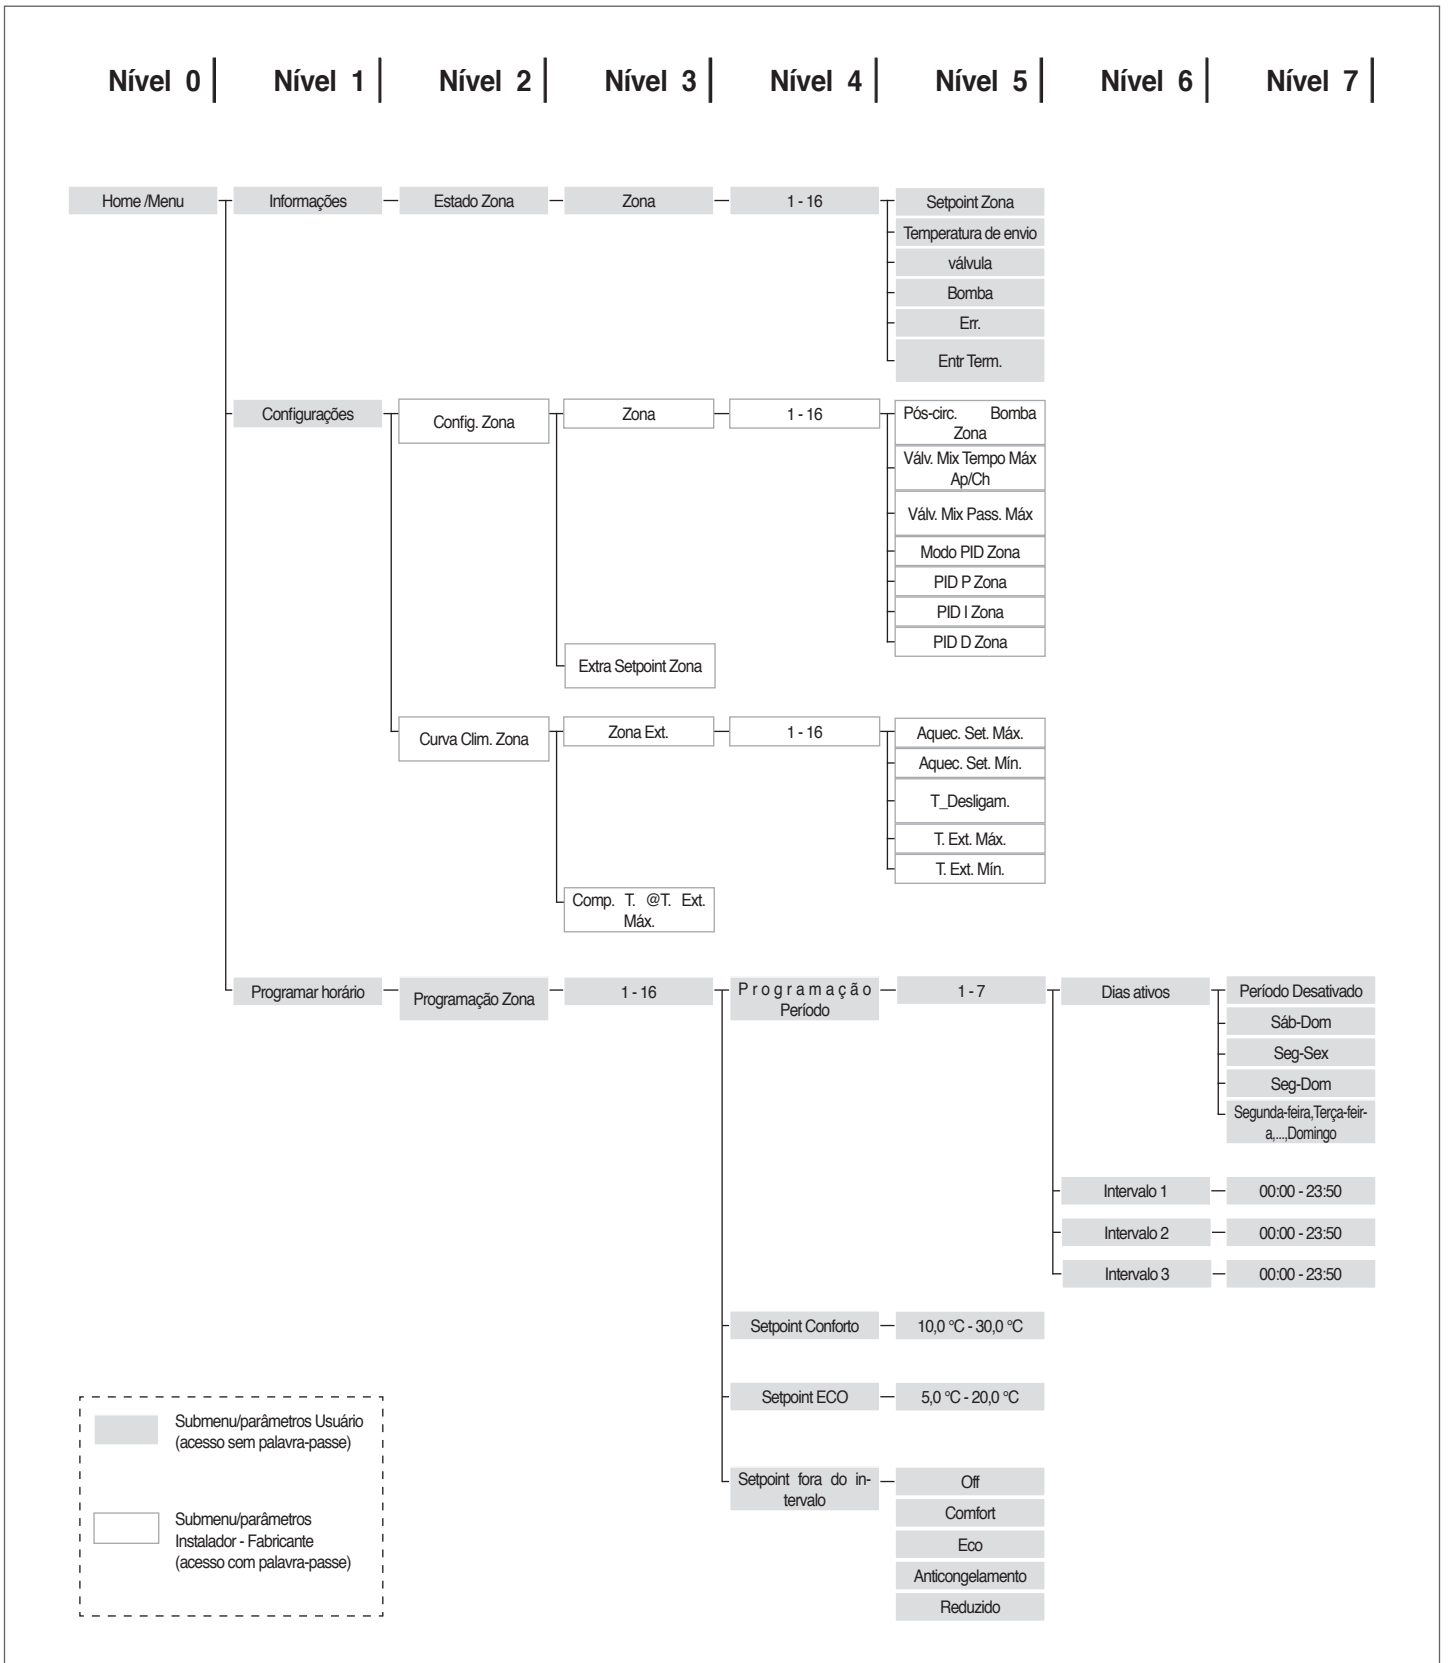 Nível 0
Nível 1
Nível 2
Nível 3
Nível 4
Nível 5
Nível 6
Nível 7
Home /Menu
Informações
Estado Zona
Zona
1 - 16
Setpoint Zona
Temperatura de envio
válvula
Bomba
Err.
Entr Term.
Configurações
Config. Zona
Zona
1 - 16
Pós-circ. Bomba
Zona
Válv. Mix Tempo Máx
Ap/Ch
Válv. Mix Pass. Máx
Modo PID Zona
PID P Zona
PID I Zona
PID D Zona
Extra Setpoint Zona
Curva Clim. Zona
Zona Ext.
1 - 16
Aquec. Set. Máx.
Aquec. Set. Mín.
T_Desligam.
T. Ext. Máx.
T. Ext. Mín.
Comp. T. @T. Ext.
Máx.
Programar horário
Programação Zona
1 - 16
Programação
Período
1 - 7
Dias ativos
Período Desativado
Sáb-Dom
Seg-Sex
Seg-Dom
Segunda-feira,Terça-feir-
a,...,Domingo
Intervalo 1
00:00 - 23:50
Intervalo 2
00:00 - 23:50
Intervalo 3
00:00 - 23:50
Setpoint Conforto
10,0 °C - 30,0 °C
Setpoint ECO
5,0 °C - 20,0 °C
Setpoint fora do in-
tervalo
Off
Comfort
Eco
Anticongelamento
Reduzido
Submenu/parâmetros Usuário
(acesso sem palavra-passe)
Submenu/parâmetros
Instalador - Fabricante
(acesso com palavra-passe)